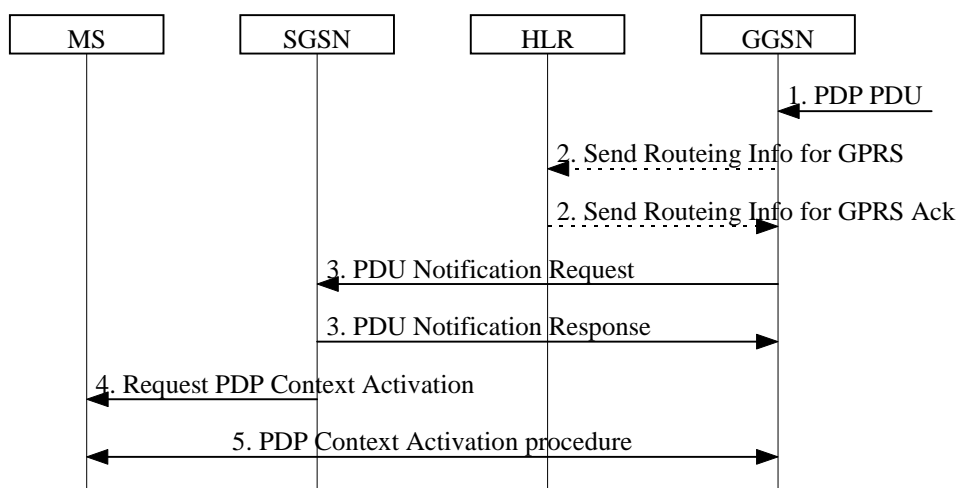 MS
SGSN
HLR
GGSN
1. PDP PDU
2. Send Routeing Info for GPRS
2. Send Routeing Info for GPRS Ack
3. PDU Notification Request
3. PDU Notification Response
4. Request PDP Context Activation
5. PDP Context Activation procedure